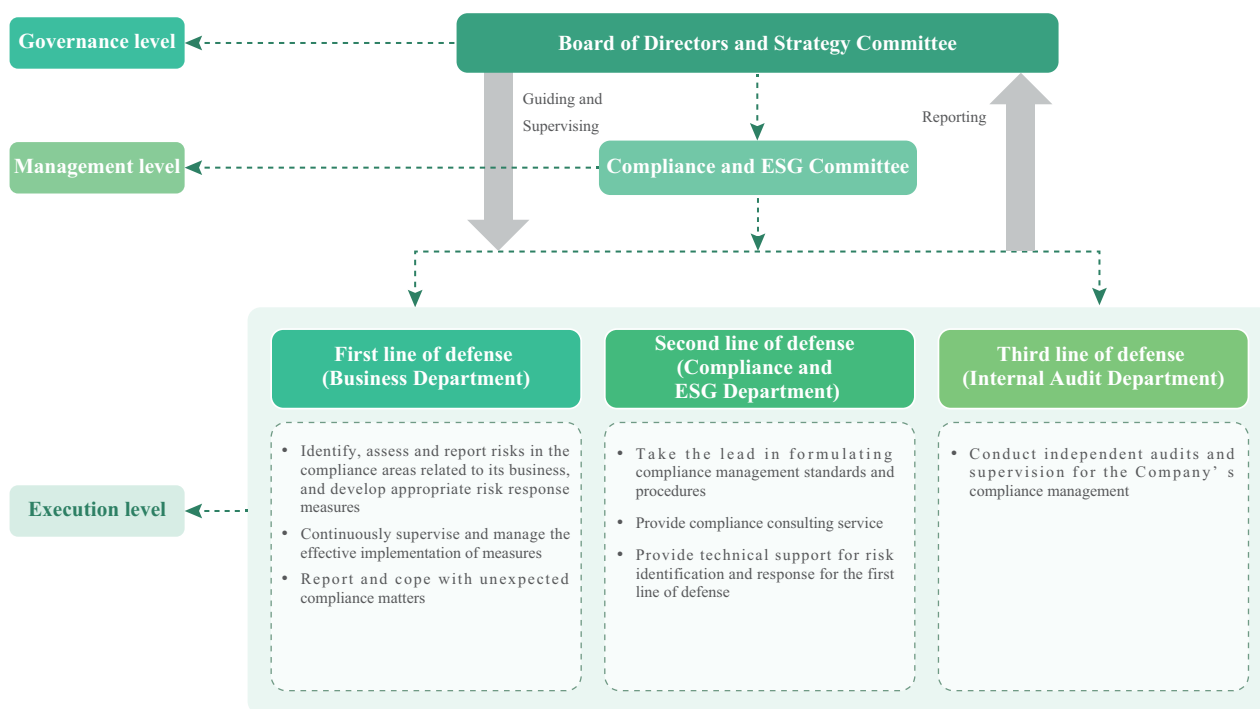 Governance level
Board of Directors and Strategy Committee
Guiding and
Supervising
Reporting
Management level
Compliance and ESG Committee
First line of defense
(Business Department)
Second line of defense
(Compliance and
ESG Department)
Third line of defense
(Internal Audit Department)
Execution level
• Identify, assess and report risks in the
compliance areas related to its business,
and develop appropriate risk response
measures
• Continuously supervise and manage the
effective implementation of measures
• Report and cope with unexpected
compliance matters
• Take the lead in formulating
compliance management standards and
procedures
• Provide compliance consulting service
• Provide technical support for risk
identification and response for the first
line of defense
• Conduct independent audits and
supervision for the Company’ s
compliance management